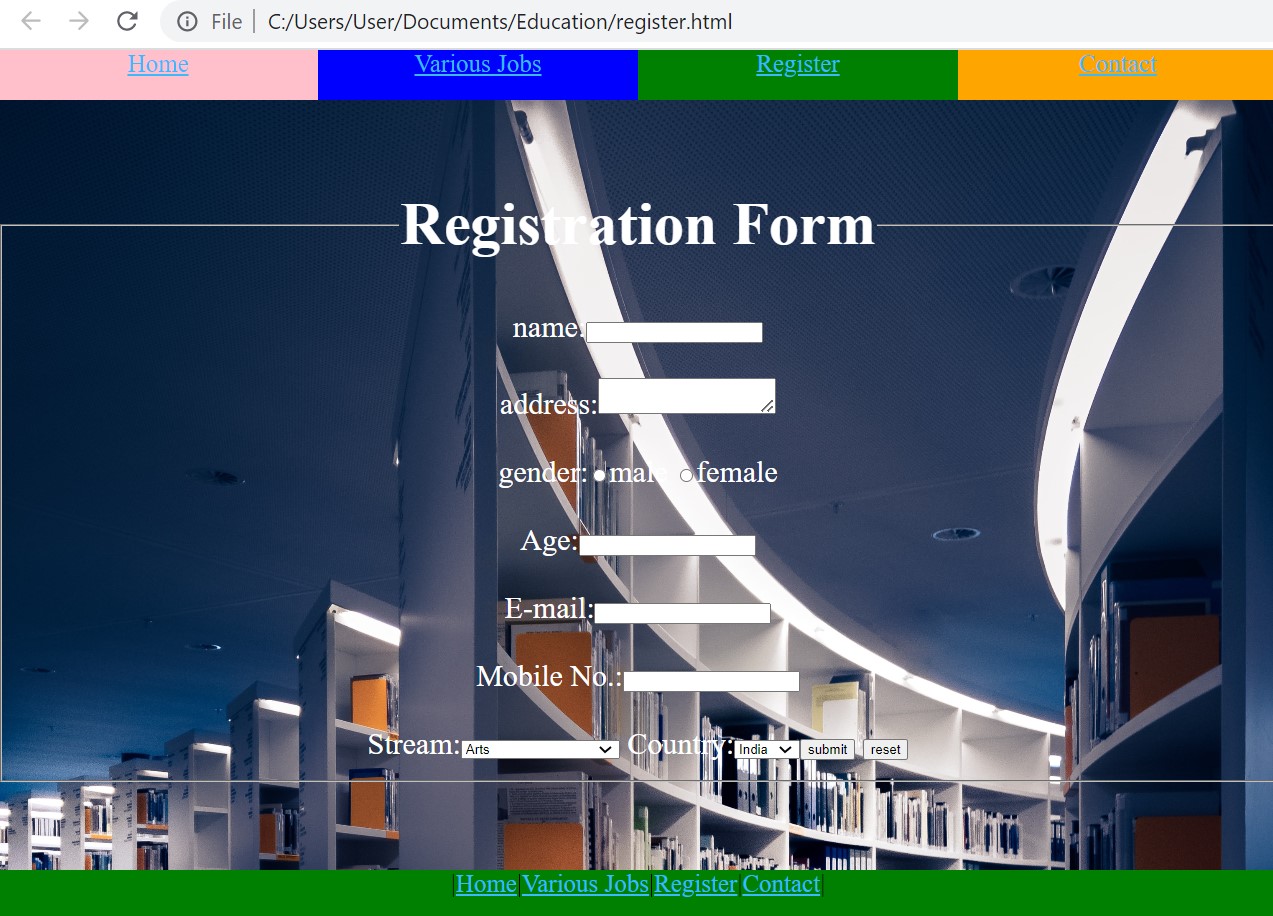 File | C:/Users/User/Documents/Education/register.html
Home Various Jobs Register Contact
Registration Form
name:
address:
gender: male female
Age:
E-mail:
Mobile No.:
Stream: Arts Country: India submit reset
|Home|Various Jobs|Register|Contact|